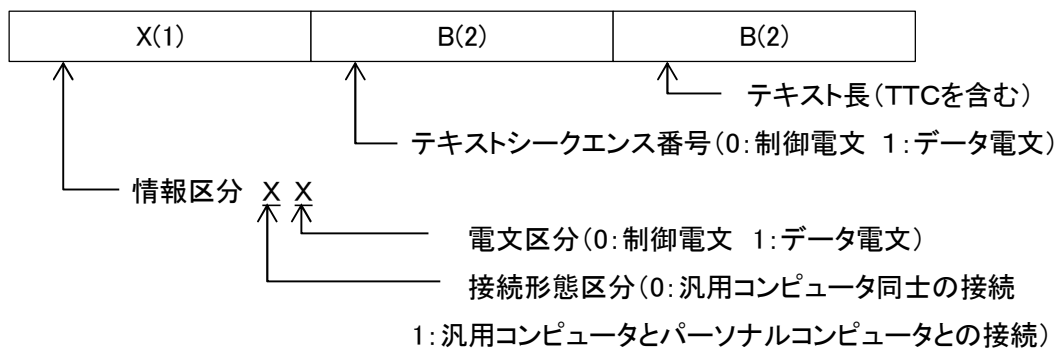 X(1) B(2) B(2)
テキスト長(TTCを含む)
テキストシークエンス番号(0:制御電文 1:データ電文)
情報区分 X X
電文区分(0:制御電文 1:データ電文)
接続形態区分(0:汎用コンピュータ同士の接続
1:汎用コンピュータとパーソナルコンピュータとの接続)